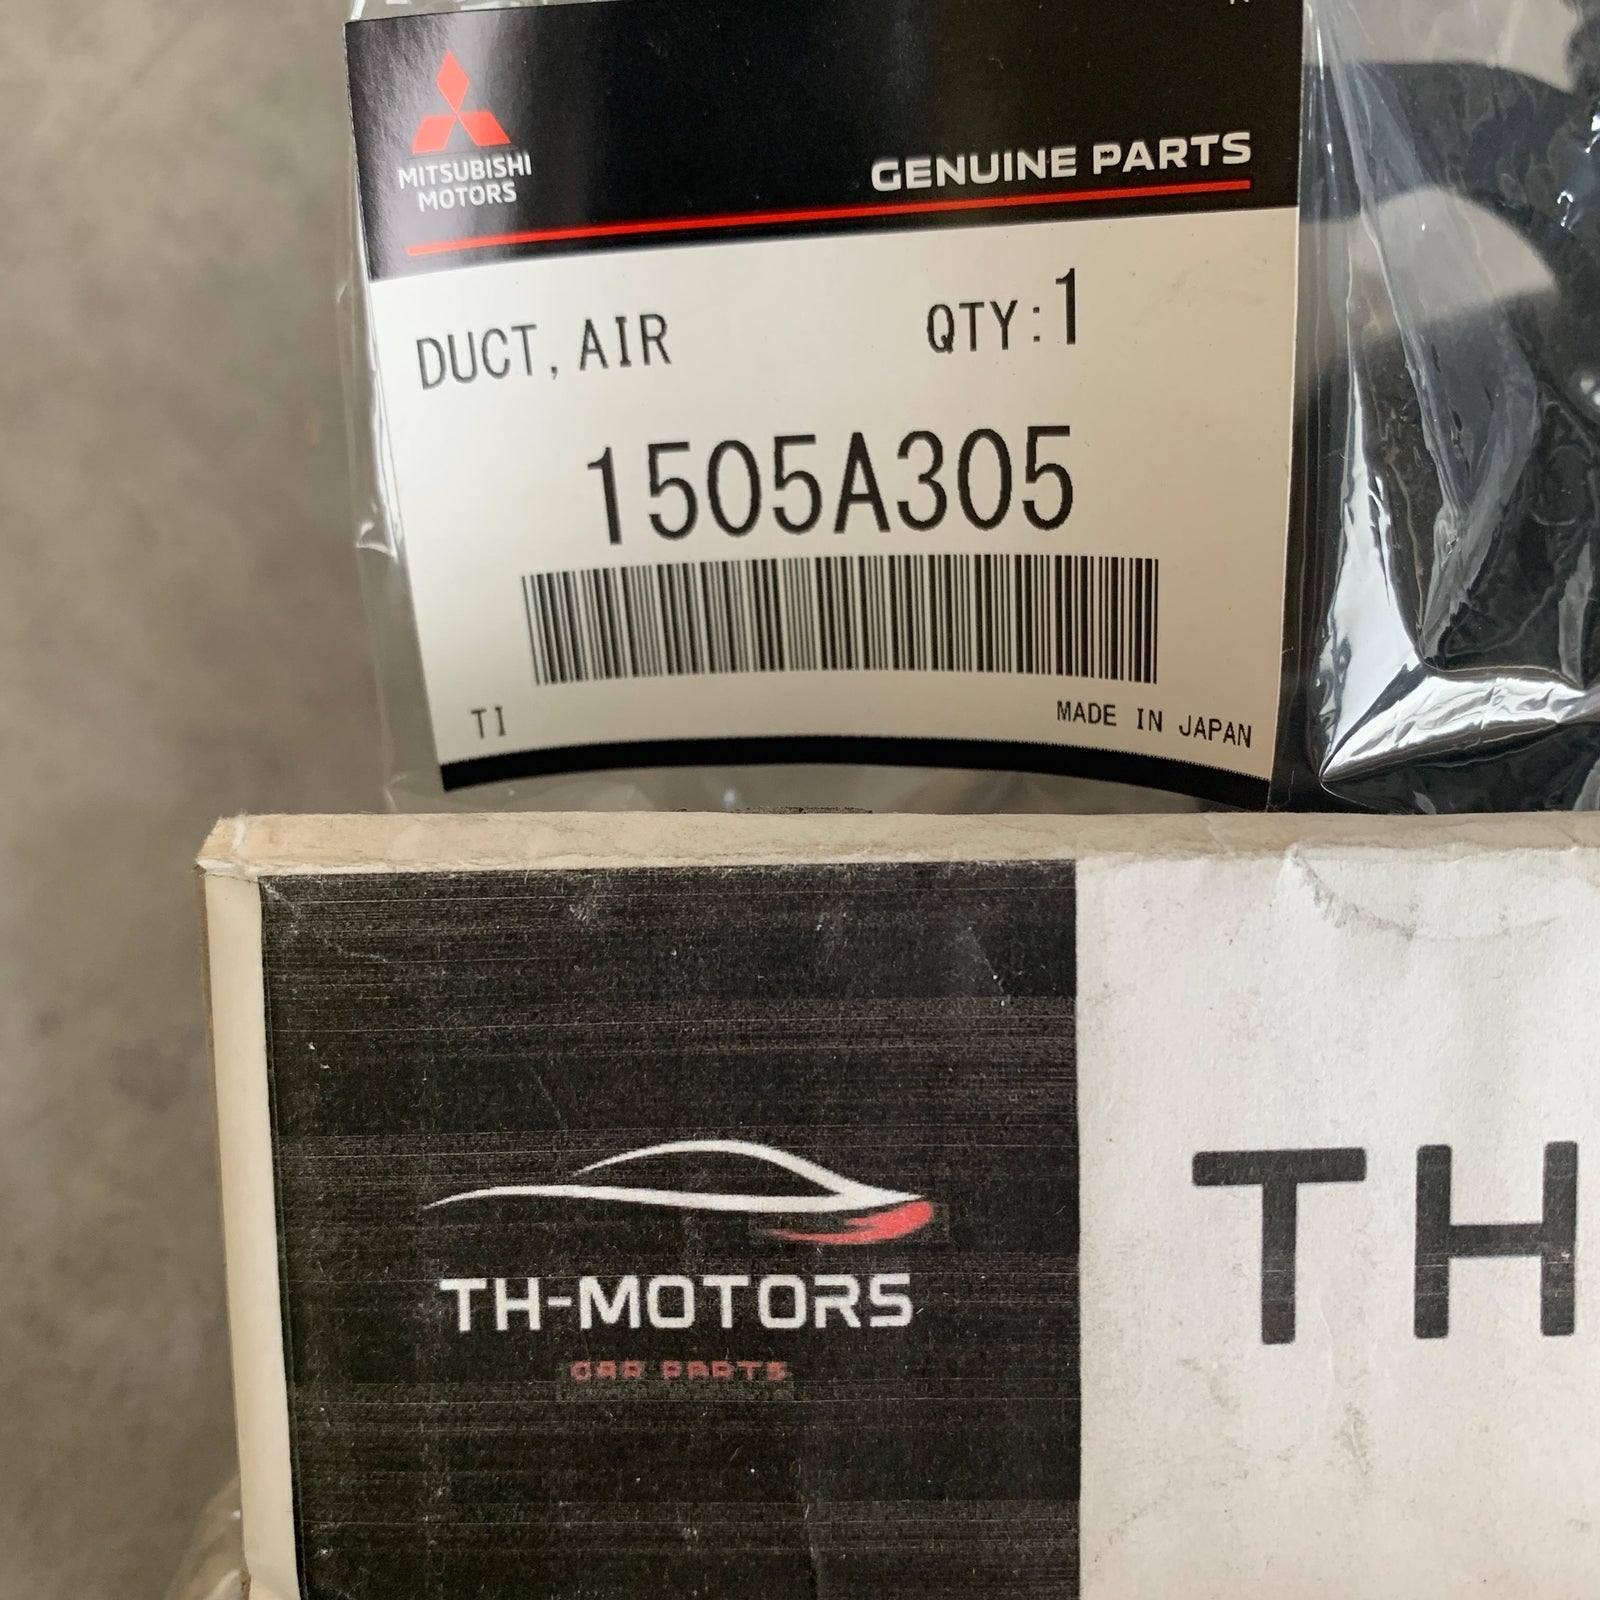 MITSUBISHI
MOTORS
GENUINE PARTS
DUCT, AIR QTY:1
1505A305
TI MADE IN JAPAN
TH-MOTORS
CAR PARTS
TH